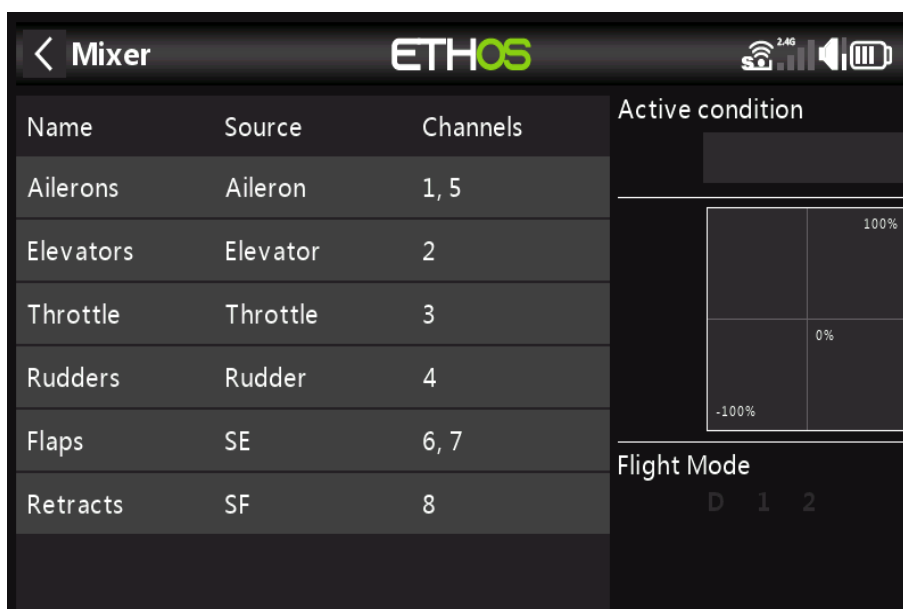 Mixer ETHOS 2.4G
Name Source Channels
Ailerons Aileron 1, 5
Elevators Elevator 2
Throttle Throttle 3
Rudders Rudder 4
Flaps SE 6, 7
Retracts SF 8
Active condition
100%
0%
-100%
Flight Mode
D 1 2